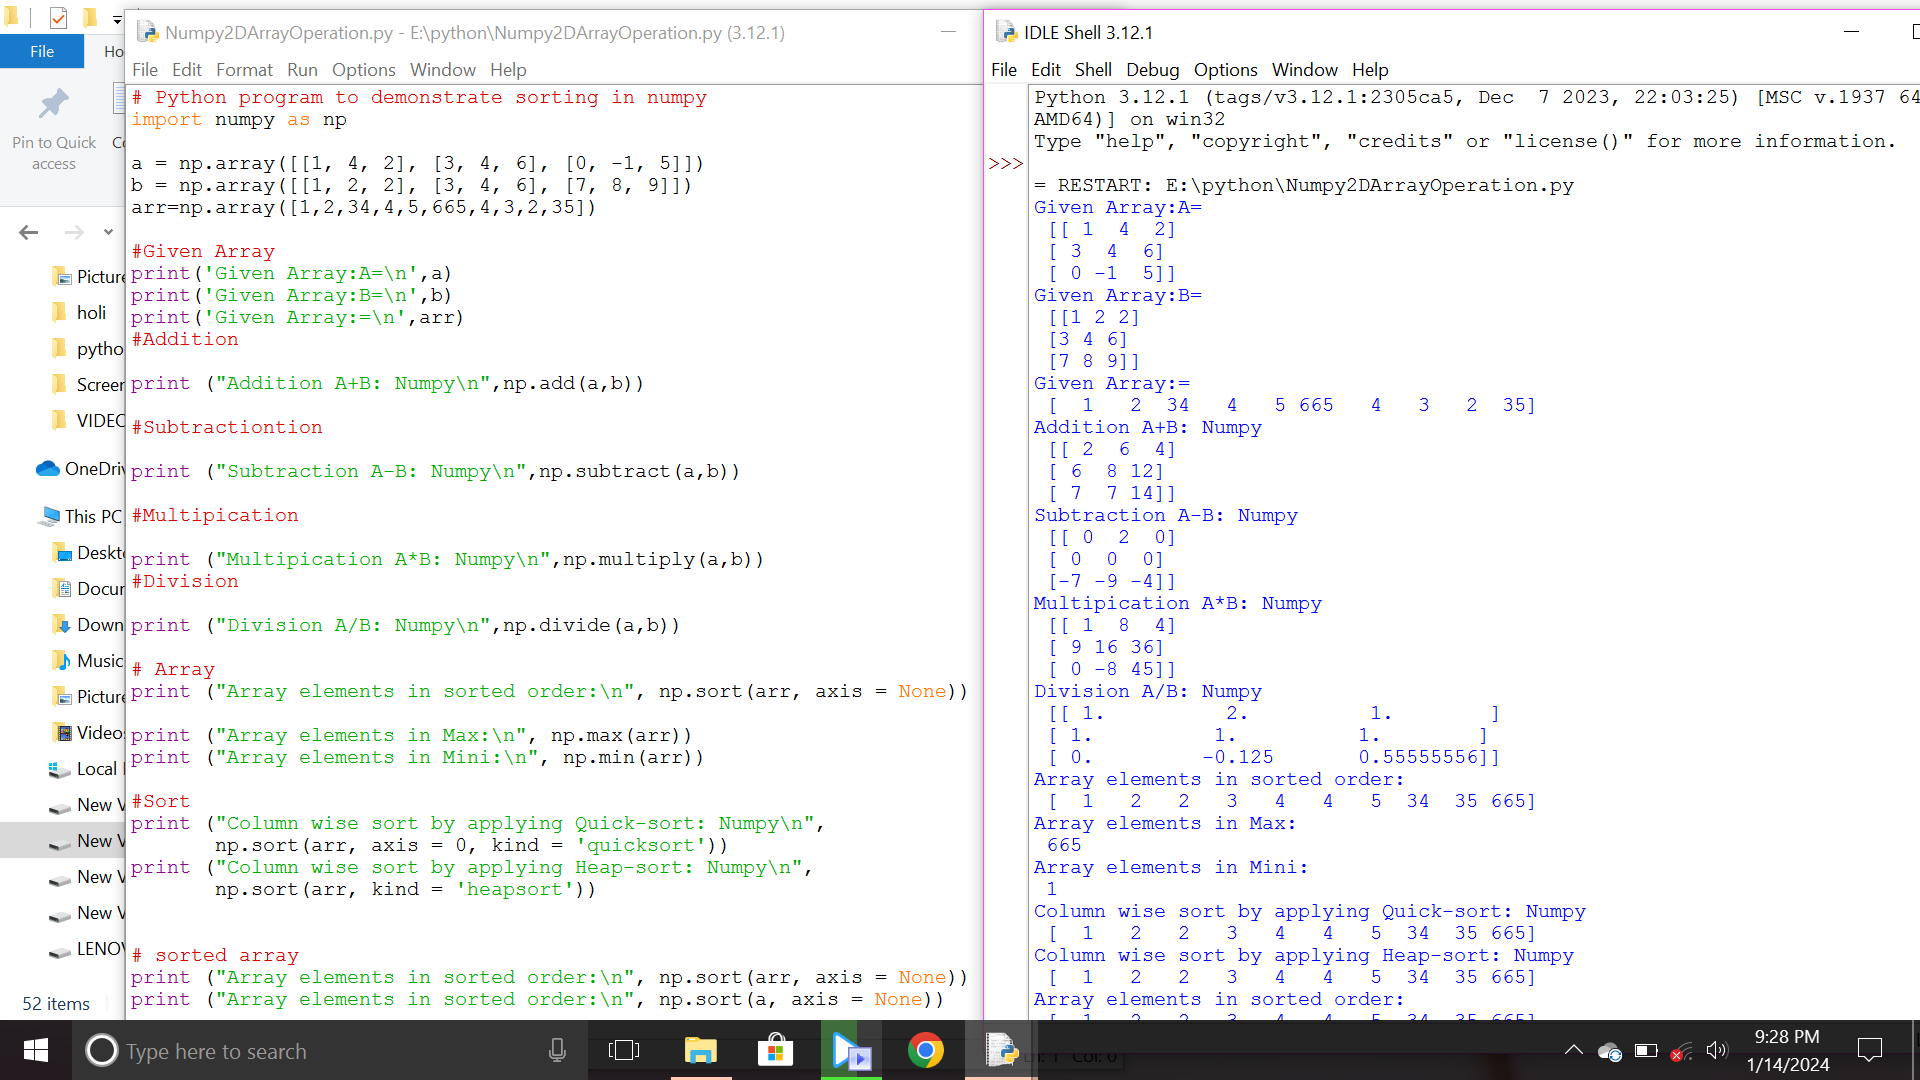 File
Ho
Pin to Quick
access
Picture
holi
pytho
Screer
VIDEC
OneDriv
This PC
Deskt
Docur
Down
Music
Picture
Video
Local
New V
New V
New V
New V
LENOV
52 items
Numpy2DArrayOperation.py - E:\python\Numpy2DArrayOperation.py (3.12.1)
File Edit Format Run Options Window Help
# Python program to demonstrate sorting in numpy
import numpy as np
a = np.array([[1, 4, 2], [3, 4, 6], [0, -1, 5]])
b = np.array([[1, 2, 2], [3, 4, 6], [7, 8, 9]])
arr=np.array([1,2,34,4,5,665,4,3,2,35])
#Given Array
print('Given Array:A=\n',a)
print('Given Array:B=\n',b)
print('Given Array:=\n',arr)
#Addition
print ("Addition A+B: Numpy\n",np.add(a,b))
#Subtractiontion
print ("Subtraction A-B: Numpy\n",np.subtract(a,b))
#Multipication
print ("Multipication A*B: Numpy\n",np.multiply(a,b))
#Division
print ("Division A/B: Numpy\n",np.divide(a,b))
# Array
print ("Array elements in sorted order:\n", np.sort(arr, axis = None))
print ("Array elements in Max:\n", np.max(arr))
print ("Array elements in Mini:\n", np.min(arr))
#Sort
print ("Column wise sort by applying Quick-sort: Numpy\n",
np.sort(arr, axis = 0, kind = 'quicksort'))
print ("Column wise sort by applying Heap-sort: Numpy\n",
np.sort(arr, kind = 'heapsort'))
# sorted array
print ("Array elements in sorted order:\n", np.sort(arr, axis = None))
print ("Array elements in sorted order:\n", np.sort(a, axis = None))
IDLE Shell 3.12.1
File Edit Shell Debug Options Window Help
Python 3.12.1 (tags/v3.12.1:2305ca5, Dec  7 2023, 22:03:25) [MSC v.1937 64
AMD64)] on win32
Type "help", "copyright", "credits" or "license()" for more information.
>>>
= RESTART: E:\python\Numpy2DArrayOperation.py
Given Array:A=
[[ 1  4  2]
[ 3  4  6]
[ 0 -1  5]]
Given Array:B=
[[1 2 2]
[3 4 6]
[7 8 9]]
Given Array:=
[  1   2  34   4   5 665   4   3   2  35]
Addition A+B: Numpy
[[ 2  6  4]
[ 6  8 12]
[ 7  7 14]]
Subtraction A-B: Numpy
[[ 0  2  0]
[ 0  0  0]
[-7 -9 -4]]
Multipication A*B: Numpy
[[ 1  8  4]
[ 9 16 36]
[ 0 -8 45]]
Division A/B: Numpy
[[ 1.          2.          1.        ]
[ 1.          1.          1.        ]
[ 0.         -0.125       0.55555556]]
Array elements in sorted order:
[  1   2   2   3   4   4   5  34  35 665]
Array elements in Max:
665
Array elements in Mini:
1
Column wise sort by applying Quick-sort: Numpy
[  1   2   2   3   4   4   5  34  35 665]
Column wise sort by applying Heap-sort: Numpy
[  1   2   2   3   4   4   5  34  35 665]
Array elements in sorted order:
[  1   2   2   3   4   4   5  34  35 665]
Ln: 1 Col: 0
Type here to search
9:28 PM
1/14/2024